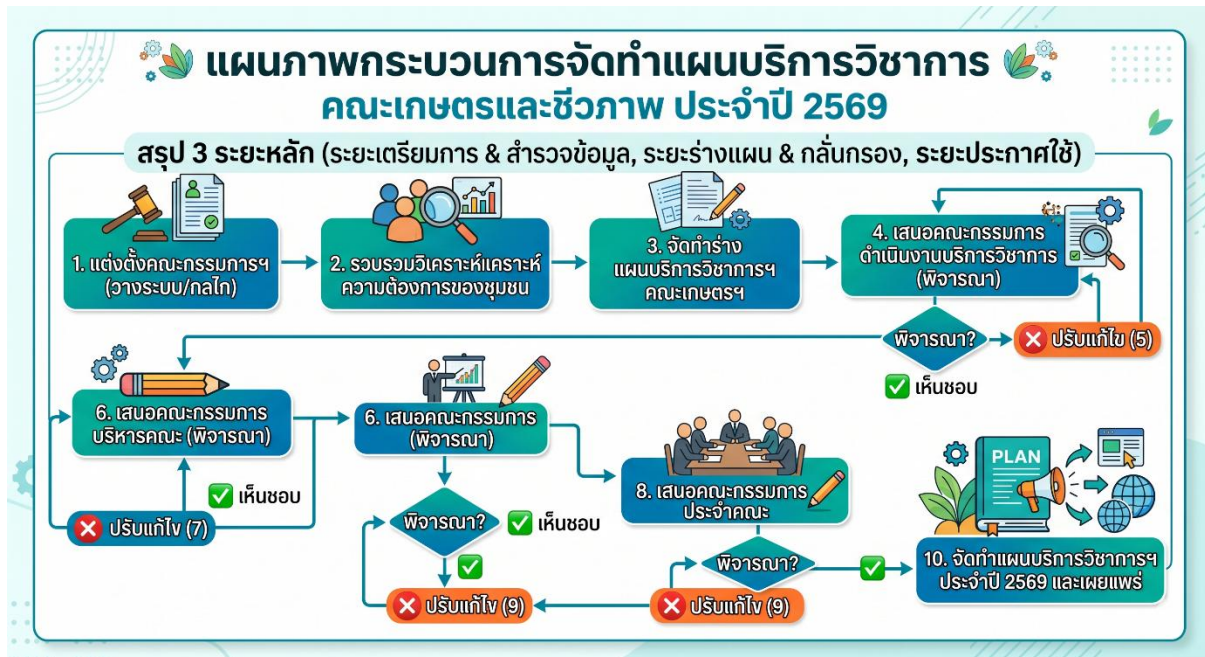 แผนภาพกระบวนการจัดทำแผนบริการวิชาการ
คณะเกษตรและชีวภาพ ประจำปี 2569
สรุป 3 ระยะหลัก (ระยะเตรียมการ & สำรวจข้อมูล, ระยะร่างแผน & กลั่นกรอง, ระยะประกาศใช้)
1. แต่งตั้งคณะกรรมการฯ
(วางระบบ/กลไก)
2. รวบรวมวิเคราะห์แคราะห์
ความต้องการของชุมชน
3. จัดทำร่าง
แผนบริการวิชาการฯ
คณะเกษตรฯ
4. เสนอคณะกรรมการ
ดำเนินงานบริการวิชาการ
(พิจารณา)
พิจารณา?
ปรับแก้ไข (5)
เห็นชอบ
6. เสนอคณะกรรมการ
บริหารคณะ (พิจารณา)
เห็นชอบ
ปรับแก้ไข (7)
6. เสนอคณะกรรมการ
(พิจารณา)
พิจารณา?
เห็นชอบ
ปรับแก้ไข (9)
8. เสนอคณะกรรมการ
ประจำคณะ
พิจารณา?
ปรับแก้ไข (9)
PLAN
10. จัดทำแผนบริการวิชาการฯ
ประจำปี 2569 และเผยแพร่